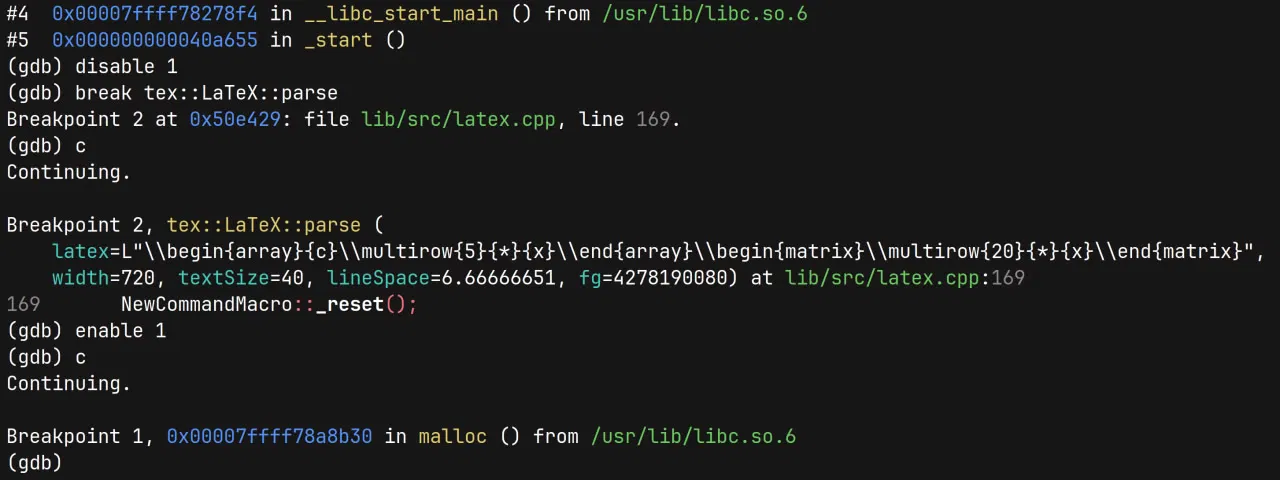 #4  0x00007ffff78278f4 in __libc_start_main () from /usr/lib/libc.so.6
#5  0x000000000040a655 in _start ()
(gdb) disable 1
(gdb) break tex::LaTeX::parse
Breakpoint 2 at 0x50e429: file lib/src/latex.cpp, line 169.
(gdb) c
Continuing.

Breakpoint 2, tex::LaTeX::parse (
    latex=L"\\begin{array}{c}\\multirow{5}{*}{x}\\end{array}\\begin{matrix}\\multirow{20}{*}{x}\\end{matrix}",
    width=720, textSize=40, lineSpace=6.66666651, fg=4278190080) at lib/src/latex.cpp:169
169       NewCommandMacro::_reset();
(gdb) enable 1
(gdb) c
Continuing.

Breakpoint 1, 0x00007ffff78a8b30 in malloc () from /usr/lib/libc.so.6
(gdb)